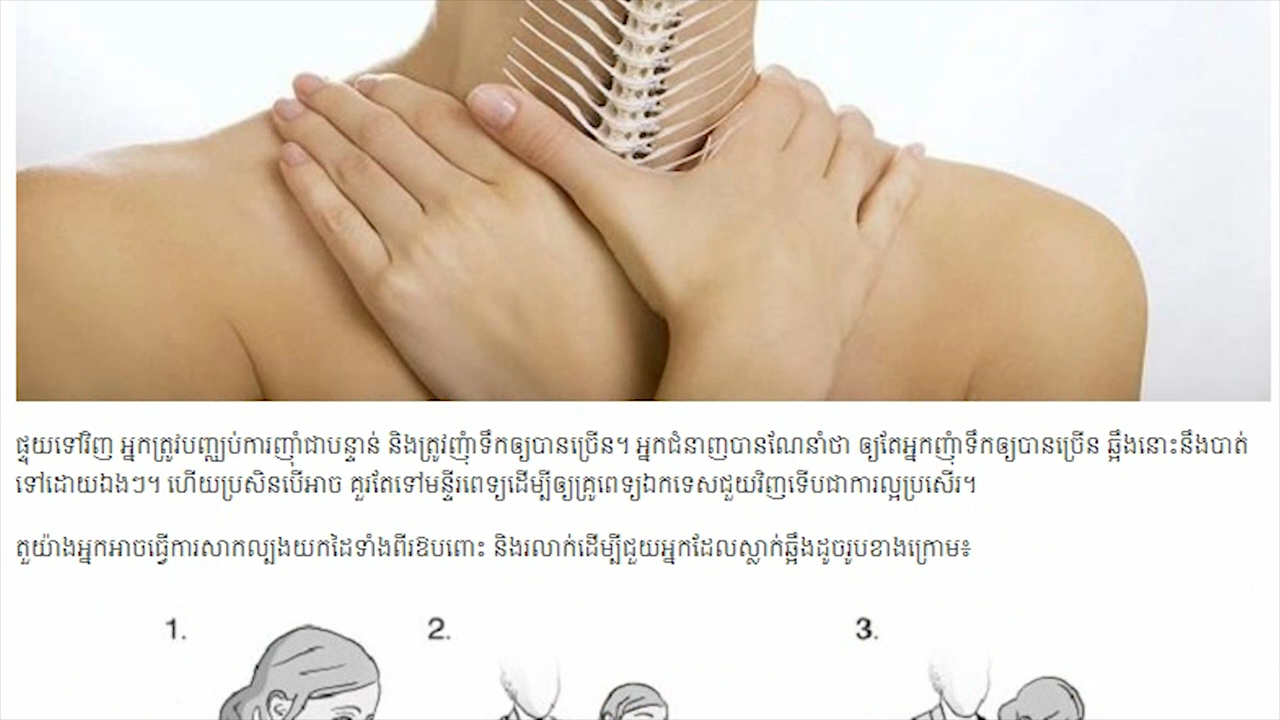 ផ្ទុយទៅវិញ អ្នកត្រូវបញ្ឈប់ការញ៉ាំជាបន្ទាន់ និងត្រូវញ៉ាំទឹកឲ្យបានច្រើន។ អ្នកជំនាញបានណែនាំថា ឲ្យតែអ្នកញ៉ាំទឹកឲ្យបានច្រើន ឆ្អឹងនោះនឹងបាត់
ទៅដោយឯងៗ។ ហើយប្រសិនបើអាច គួរតែទៅមន្ទីរពេទ្យដើម្បីឲ្យគ្រូពេទ្យឯកទេសជួយវិញទើបជាការល្អប្រសើរ។
តួយ៉ាងអ្នកអាចធ្វើការសាកល្បងយកដៃទាំងពីរឱបពោះ និងរលាក់ដើម្បីជួយអ្នកដែលស្លាក់ឆ្អឹងដូចរូបខាងក្រោម៖
1. 2. 3.